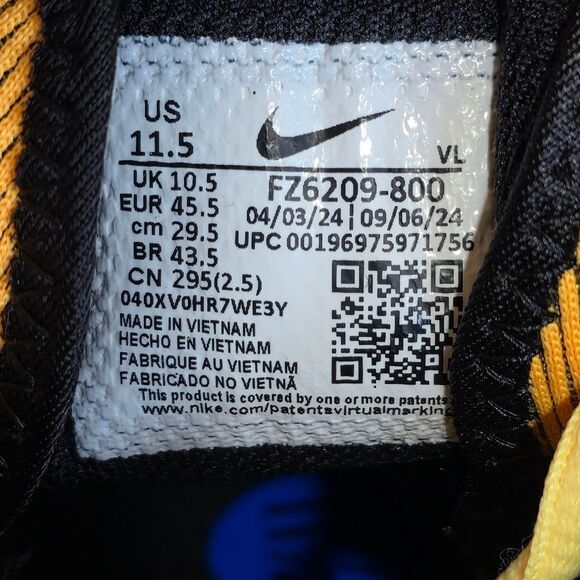 US
11.5
VL
UK 10.5
EUR 45.5
cm 29.5
BR 43.5
CN 295(2.5)
FZ6209-800
04/03/24 | 09/06/24
UPC 00196975971756
040XV0HR7WE3Y
MADE IN VIETNAM
HECHO EN VIETNAM
FABRIQUE AU VIETNAM
FABRICADO NO VIETNÃ
This product is covered by one or more patents
www.nike.com/patentsvirtualmarking